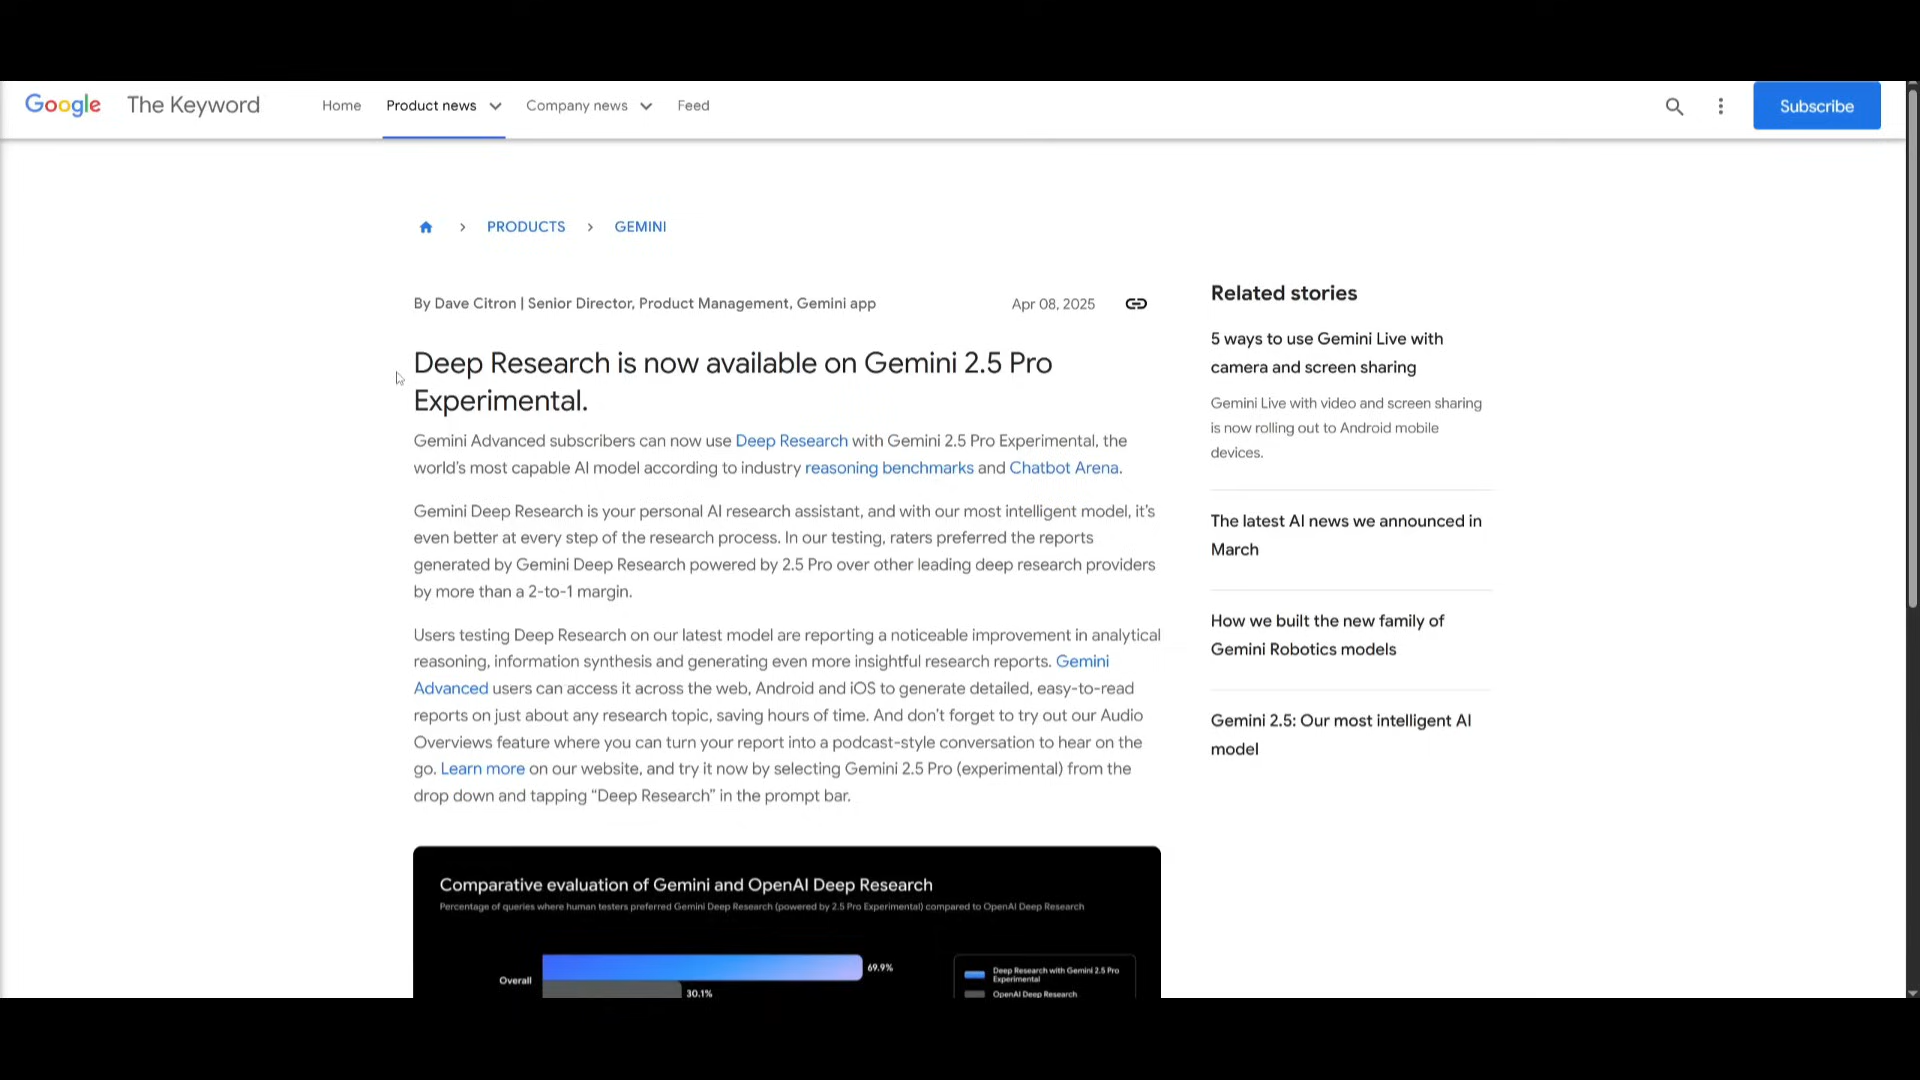 Google The Keyword Home Product news Company news Feed Subscribe
PRODUCTS GEMINI
By Dave Citron | Senior Director, Product Management, Gemini app Apr 08, 2025
Deep Research is now available on Gemini 2.5 Pro
Experimental.
Gemini Advanced subscribers can now use Deep Research with Gemini 2.5 Pro Experimental, the
world's most capable AI model according to industry reasoning benchmarks and Chatbot Arena.
Gemini Deep Research is your personal AI research assistant, and with our most intelligent model, it's
even better at every step of the research process. In our testing, raters preferred the reports
generated by Gemini Deep Research powered by 2.5 Pro over other leading deep research providers
by more than a 2-to-1 margin.
Users testing Deep Research on our latest model are reporting a noticeable improvement in analytical
reasoning, information synthesis and generating even more insightful research reports. Gemini
Advanced users can access it across the web, Android and iOS to generate detailed, easy-to-read
reports on just about any research topic, saving hours of time. And don't forget to try out our Audio
Overviews feature where you can turn your report into a podcast-style conversation to hear on the
go. Learn more on our website, and try it now by selecting Gemini 2.5 Pro (experimental) from the
drop down and tapping “Deep Research” in the prompt bar.
Comparative evaluation of Gemini and OpenAI Deep Research
Percentage of queries where human testers preferred Gemini Deep Research (powered by 2.5 Pro Experimental) compared to OpenAI Deep Research
Overall
69.9%
30.1%
Deep Research with Gemini 2.5 Pro
Experimental
OpenAI Deep Research
Related stories
5 ways to use Gemini Live with
camera and screen sharing
Gemini Live with video and screen sharing
is now rolling out to Android mobile
devices.
The latest AI news we announced in
March
How we built the new family of
Gemini Robotics models
Gemini 2.5: Our most intelligent AI
model